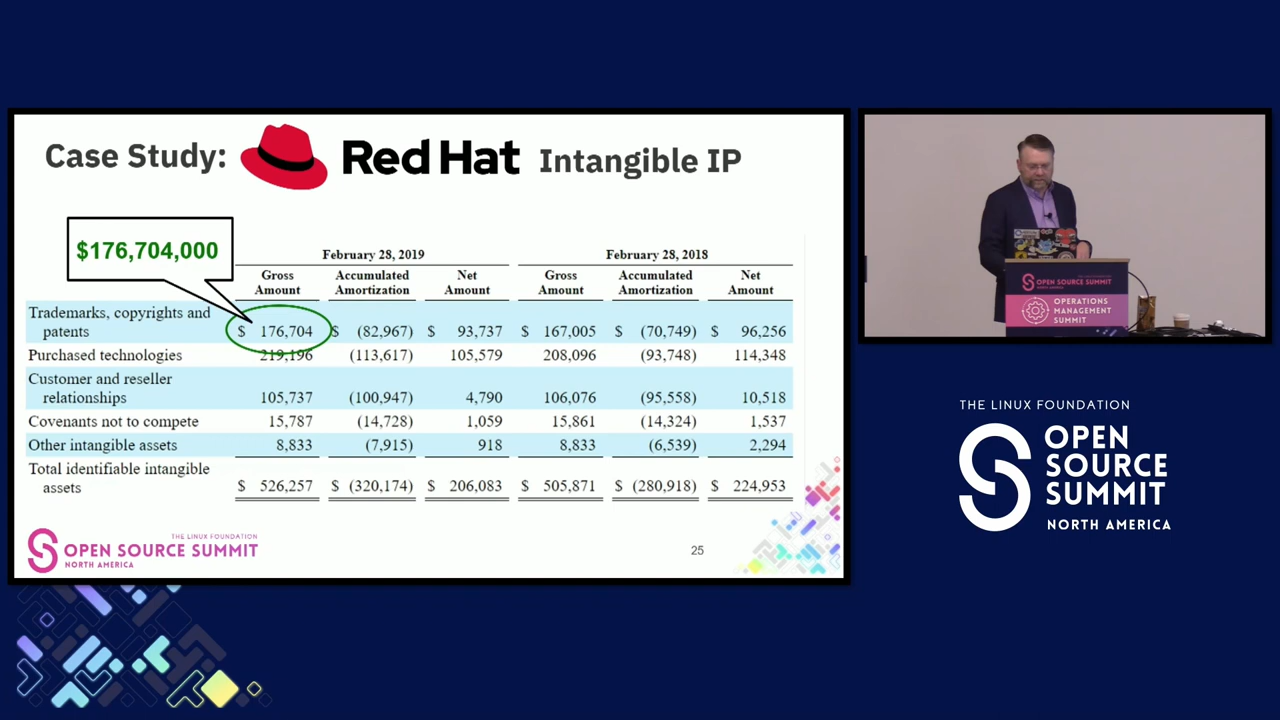 Case Study: Red Hat Intangible IP
$176,704,000
February 28, 2019 February 28, 2018
Gross Amount Accumulated Amortization Net Amount Gross Amount Accumulated Amortization Net Amount
Trademarks, copyrights and
patents $ 176,704 $ (82,967) $ 93,737 $ 167,005 $ (70,749) $ 96,256
Purchased technologies 219,196 (113,617) 105,579 208,096 (93,748) 114,348
Customer and reseller
relationships 105,737 (100,947) 4,790 106,076 (95,558) 10,518
Covenants not to compete 15,787 (14,728) 1,059 15,861 (14,324) 1,537
Other intangible assets 8,833 (7,915) 918 8,833 (6,539) 2,294
Total identifiable intangible
assets $ 526,257 $ (320,174) $ 206,083 $ 505,871 $ (280,918) $ 224,953
THE LINUX FOUNDATION
OPEN SOURCE SUMMIT
NORTH AMERICA
25
OPEN SOURCE SUMMIT
NORTH AMERICA
OPERATIONS
MANAGEMENT
SUMMIT
THE LINUX FOUNDATION
OPEN
SOURCE
SUMMIT
NORTH AMERICA